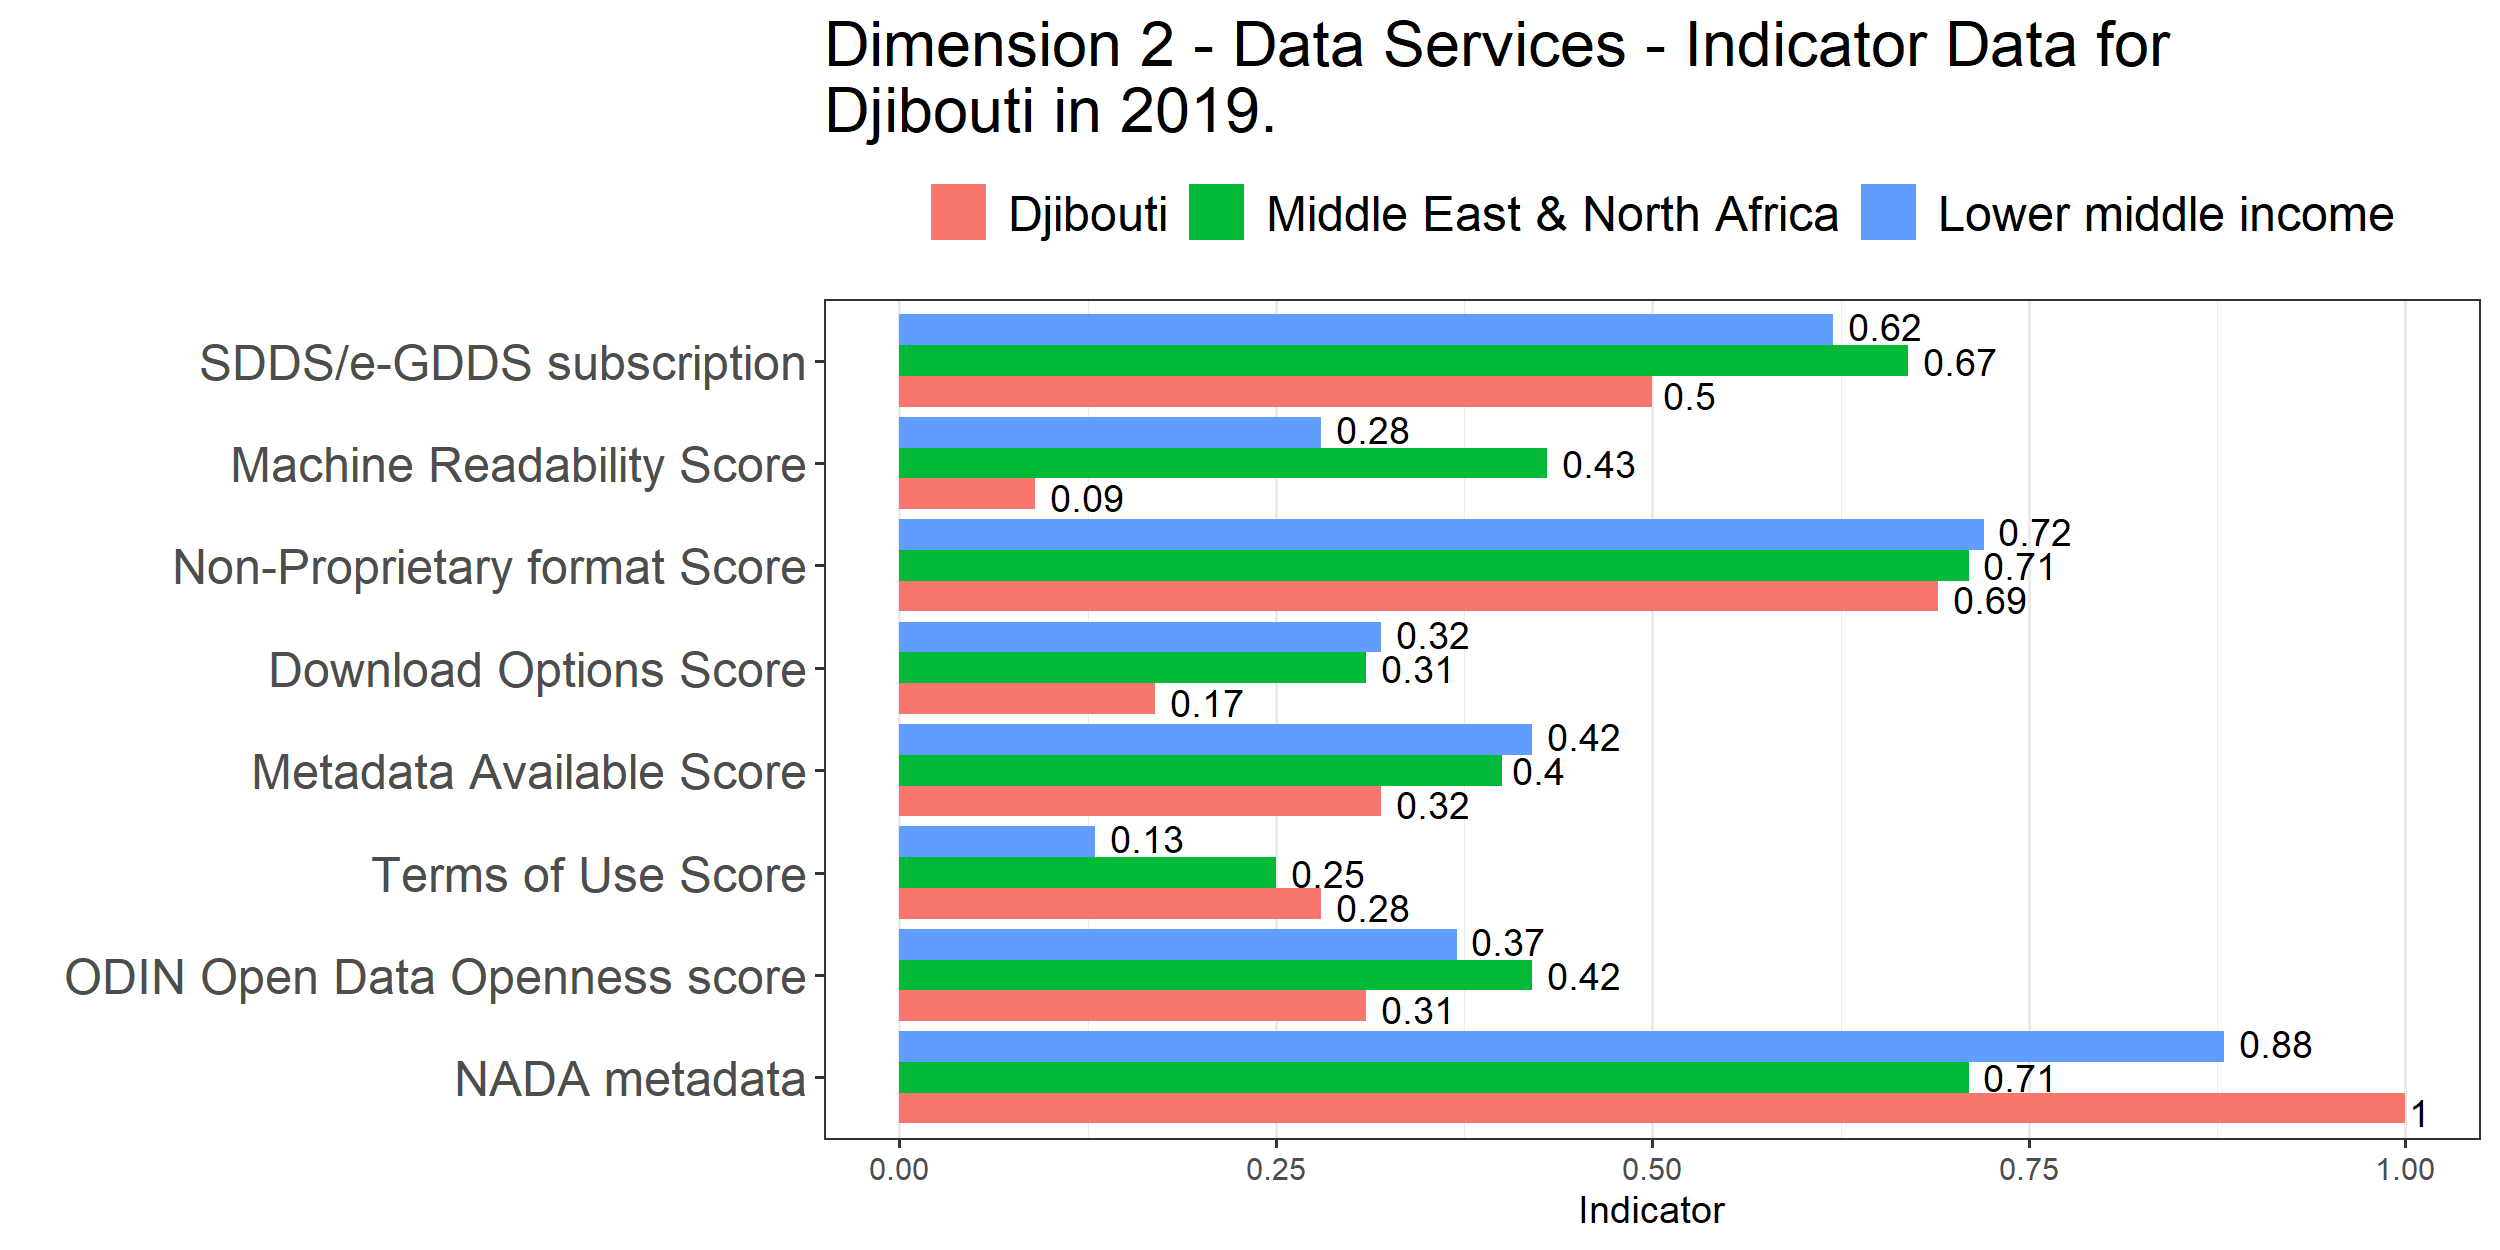 Dimension 2 - Data Services - Indicator Data for
Djibouti in 2019.
Djibouti Middle East & North Africa Lower middle income
SDDS/e-GDDS subscription
0.62
0.67
0.5
Machine Readability Score
0.28
0.43
0.09
Non-Proprietary format Score
0.72
0.71
0.69
Download Options Score
0.32
0.31
0.17
Metadata Available Score
0.42
0.4
0.32
Terms of Use Score
0.13
0.25
0.28
ODIN Open Data Openness score
0.37
0.42
0.31
NADA metadata
0.88
0.71
1
0.00 0.25 0.50 0.75 1.00
Indicator